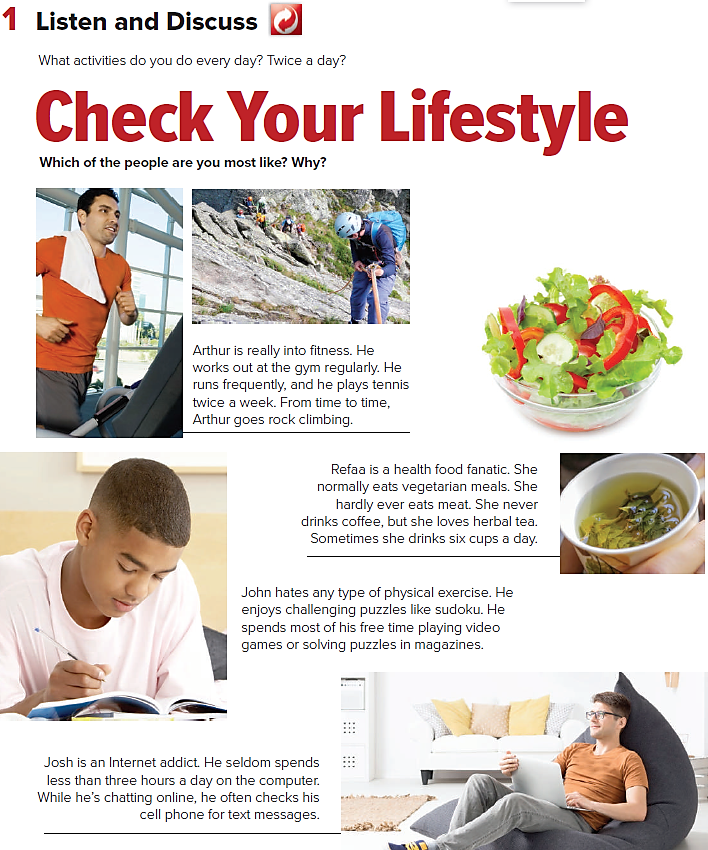 1 Listen and Discuss
What activities do you do every day? Twice a day?
Check Your Lifestyle
Which of the people are you most like? Why?
Arthur is really into fitness. He
works out at the gym regularly. He
runs frequently, and he plays tennis
twice a week. From time to time,
Arthur goes rock climbing.
Refaa is a health food fanatic. She
normally eats vegetarian meals. She
hardly ever eats meat. She never
drinks coffee, but she loves herbal tea.
Sometimes she drinks six cups a day.
John hates any type of physical exercise. He
enjoys challenging puzzles like sudoku. He
spends most of his free time playing video
games or solving puzzles in magazines.
Josh is an Internet addict. He seldom spends
less than three hours a day on the computer.
While he’s chatting online, he often checks his
cell phone for text messages.